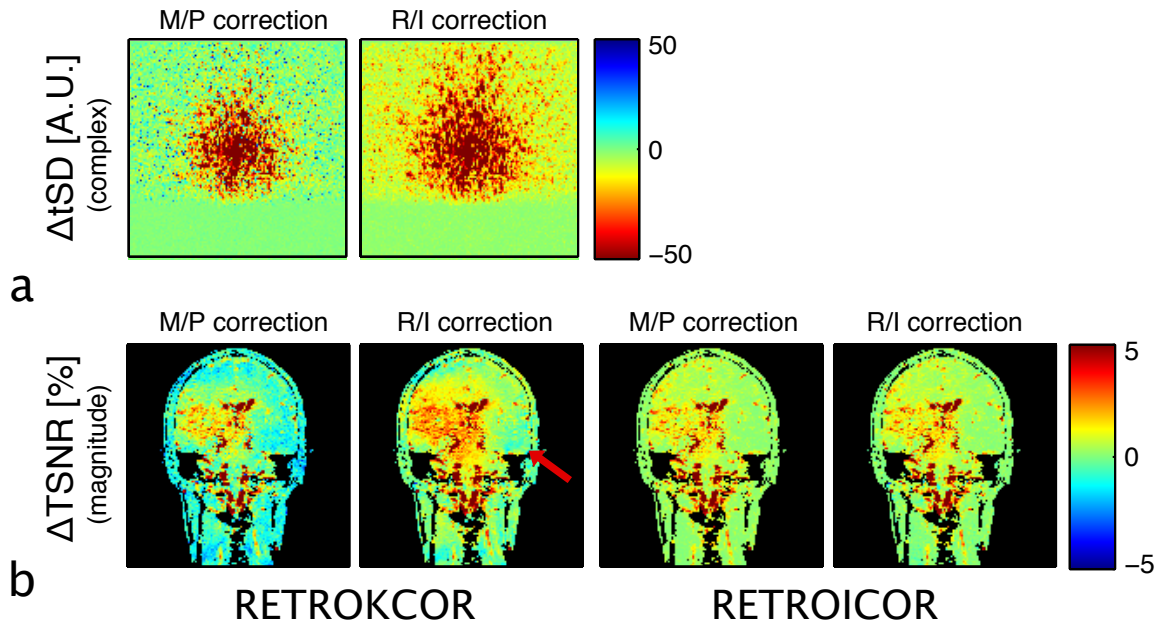 M/P correction R/I correction
ΔtSD [A.U.]
(complex)
50
0
−50
a
M/P correction R/I correction M/P correction R/I correction
ΔTSNR [%]
(magnitude)
5
0
−5
b
RETROKCOR RETROICOR